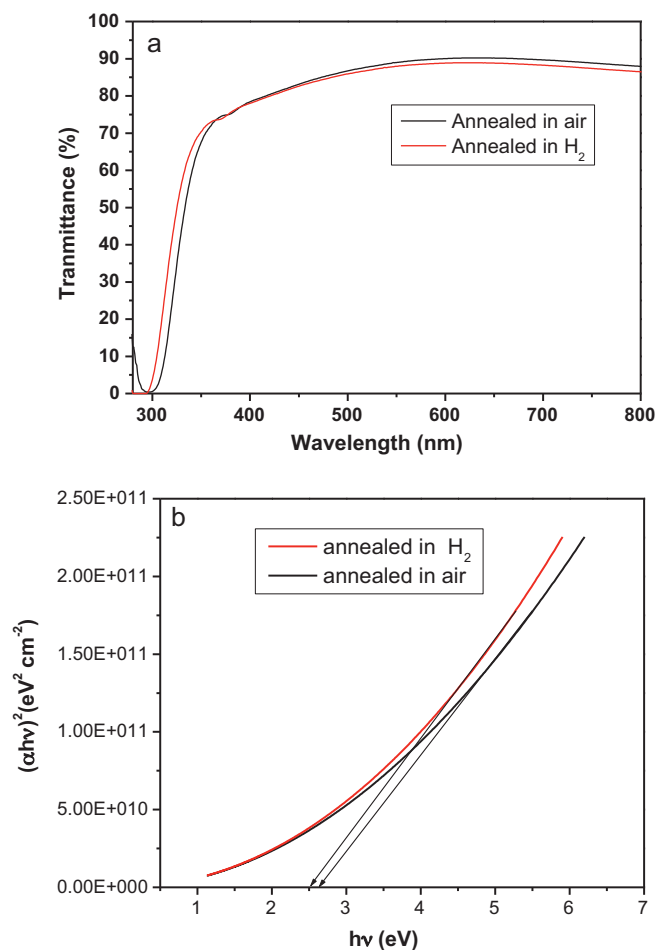 a
100
90
80
70
60
50
40
30
20
10
0
Tranmittance (%)
Annealed in air
Annealed in H₂
300 400 500 600 700 800
Wavelength (nm)
b
2.50E+011
2.00E+011
1.50E+011
1.00E+011
5.00E+010
0.00E+000
(αhν)²(eV² cm⁻²)
annealed in H₂
annealed in air
1 2 3 4 5 6 7
hν (eV)